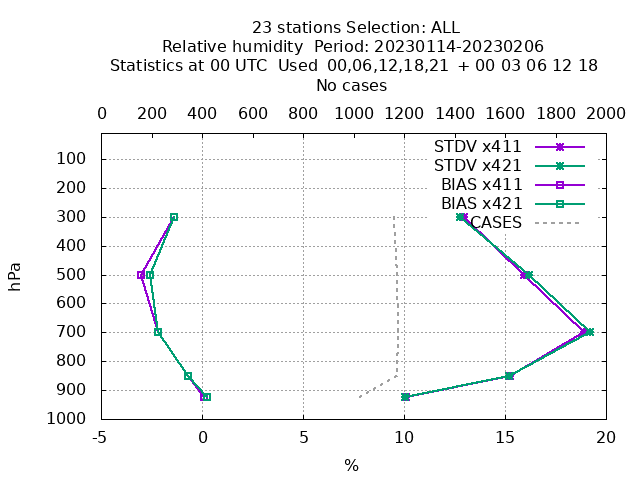 23 stations Selection: ALL
Relative humidity  Period: 20230114-20230206
Statistics at 00 UTC  Used  00,06,12,18,21  + 00 03 06 12 18
No cases
0 200 400 600 800 1000 1200 1400 1600 1800 2000
STDV x411
STDV x421
BIAS x411
BIAS x421
CASES
100
200
300
400
500
600
700
800
900
1000
hPa
-5 0 5 10 15 20
%